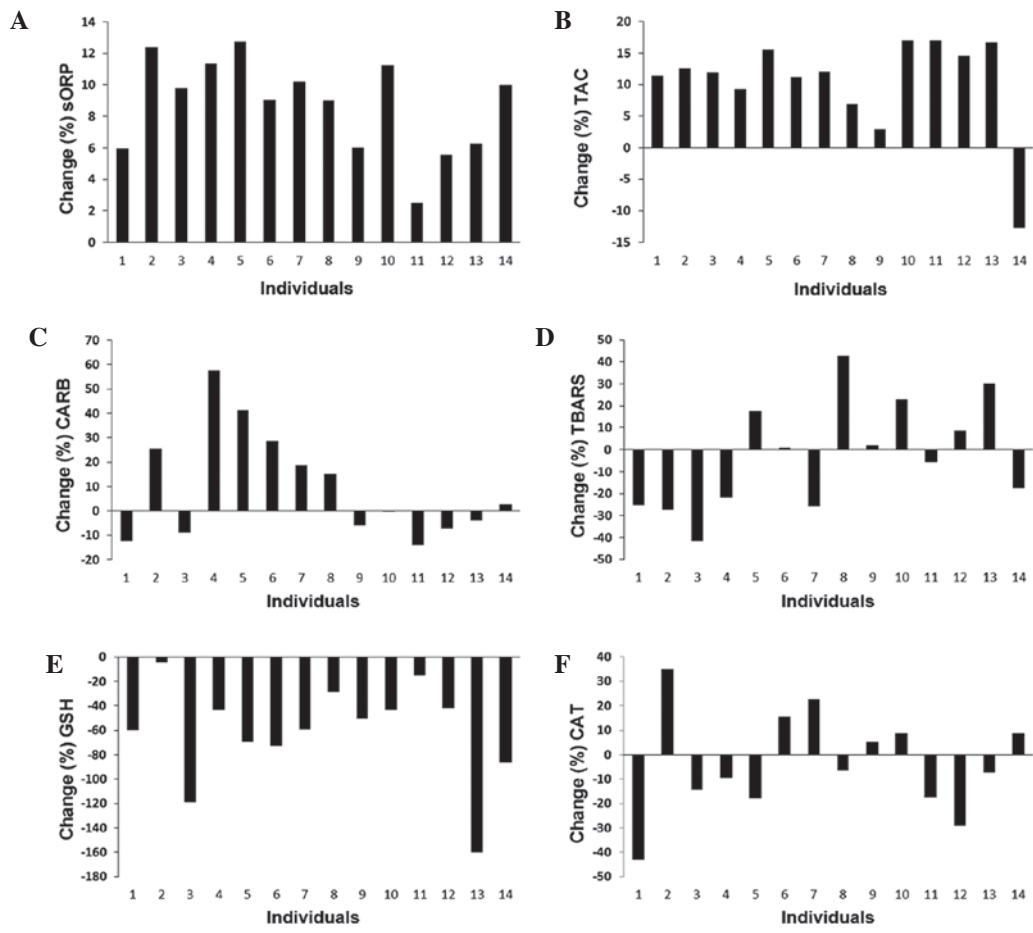 A
Change (%) sORP
14
12
10
8
6
4
2
0
1 2 3 4 5 6 7 8 9 10 11 12 13 14
Individuals
B
Change (%) TAC
20
15
10
5
0
-5
-10
-15
1 2 3 4 5 6 7 8 9 10 11 12 13 14
Individuals
C
Change (%) CARB
70
60
50
40
30
20
10
0
-10
-20
1 2 3 4 5 6 7 8 9 10 11 12 13 14
Individuals
D
Change (%) TBARS
50
40
30
20
10
0
-10
-20
-30
-40
-50
1 2 3 4 5 6 7 8 9 10 11 12 13 14
Individuals
E
Change (%) GSH
0
-20
-40
-60
-80
-100
-120
-140
-160
-180
1 2 3 4 5 6 7 8 9 10 11 12 13 14
Individuals
F
Change (%) CAT
40
30
20
10
0
-10
-20
-30
-40
-50
1 2 3 4 5 6 7 8 9 10 11 12 13 14
Individuals